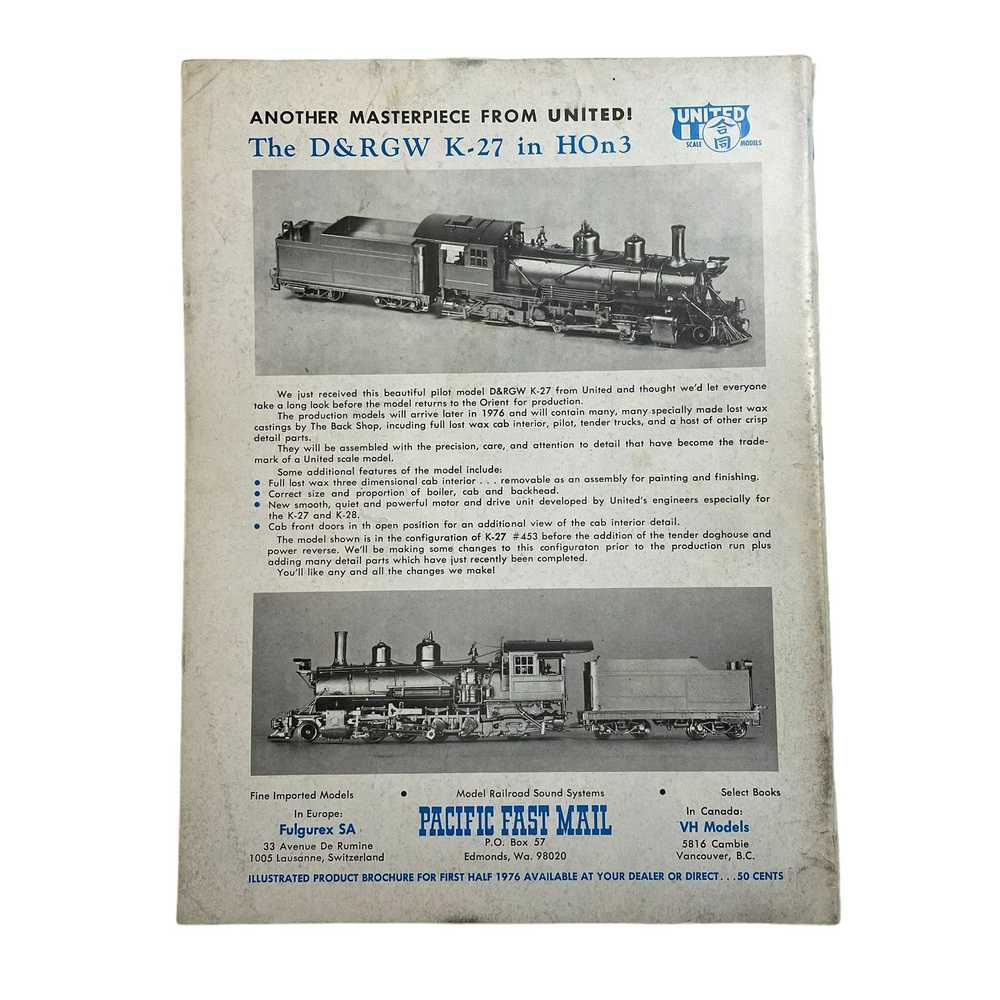 ANOTHER MASTERPIECE FROM UNITED!
The D&RGW K-27 in HOn3
UNITED
合同
SCALE MODELS
We just received this beautiful pilot model D&RGW K-27 from United and thought we'd let everyone
take a long look before the model returns to the Orient for production.
The production models will arrive later in 1976 and will contain many, many specially made lost wax
castings by The Back Shop, incuding full lost wax cab interior, pilot, tender trucks, and a host of other crisp
detail parts.
They will be assembled with the precision, care, and attention to detail that have become the trade-
mark of a United scale model.
Some additional features of the model include:
● Full lost wax three dimensional cab interior . . . removable as an assembly for painting and finishing.
● Correct size and proportion of boiler, cab and backhead.
● New smooth, quiet and powerful motor and drive unit developed by United's engineers especially for
the K-27 and K-28.
● Cab front doors in th open position for an additional view of the cab interior detail.
The model shown is in the configuration of K-27 #453 before the addition of the tender doghouse and
power reverse. We'll be making some changes to this configuraton prior to the production run plus
adding many detail parts which have just recently been completed.
You'll like any and all the changes we make!
Fine Imported Models ● Model Railroad Sound Systems ● Select Books
In Europe:
Fulgurex SA
33 Avenue De Rumine
1005 Lausanne, Switzerland
PACIFIC FAST MAIL
P.O. Box 57
Edmonds, Wa. 98020
In Canada:
VH Models
5816 Cambie
Vancouver, B.C.
ILLUSTRATED PRODUCT BROCHURE FOR FIRST HALF 1976 AVAILABLE AT YOUR DEALER OR DIRECT...50 CENTS